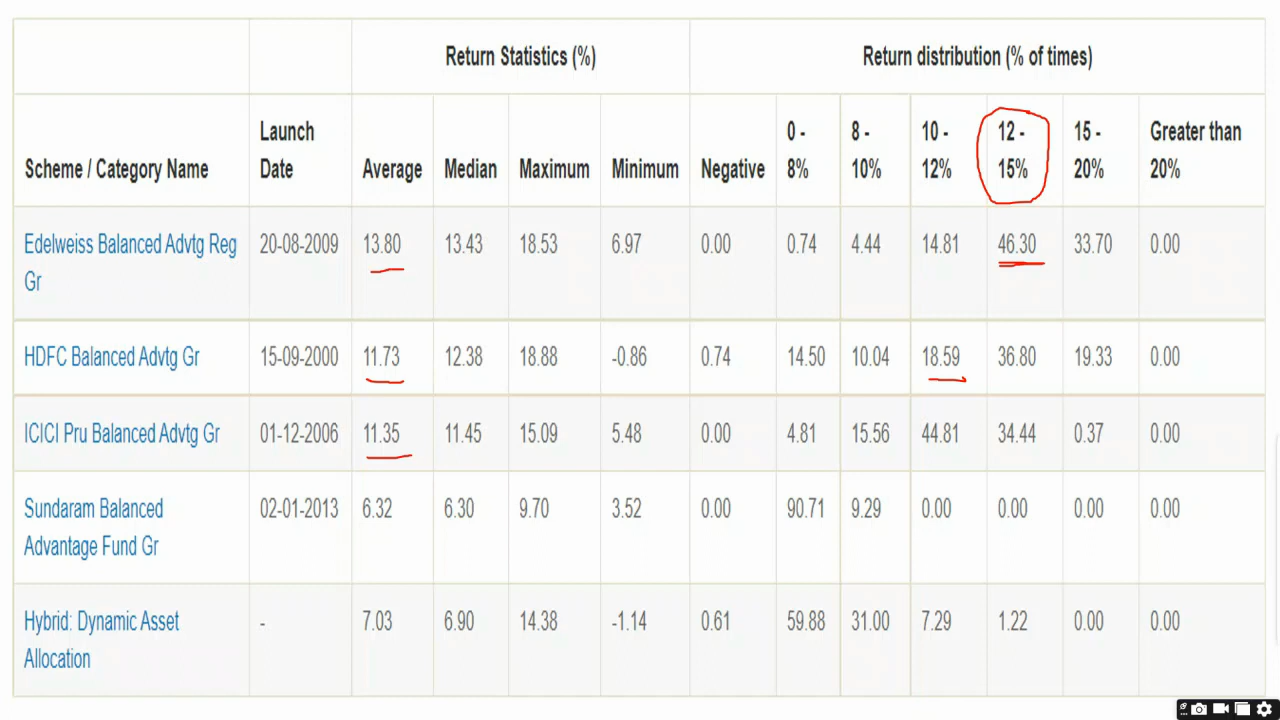 Return Statistics (%) Return distribution (% of times)
Launch 0 - 8 - 10 - 12 - 15 - Greater than
Scheme / Category Name Date Average Median Maximum Minimum Negative 8% 10% 12% 15% 20% 20%
Edelweiss Balanced Advtg Reg 20-08-2009 13.80 13.43 18.53 6.97 0.00 0.74 4.44 14.81 46.30 33.70 0.00
Gr
HDFC Balanced Advtg Gr 15-09-2000 11.73 12.38 18.88 -0.86 0.74 14.50 10.04 18.59 36.80 19.33 0.00
ICICI Pru Balanced Advtg Gr 01-12-2006 11.35 11.45 15.09 5.48 0.00 4.81 15.56 44.81 34.44 0.37 0.00
Sundaram Balanced 02-01-2013 6.32 6.30 9.70 3.52 0.00 90.71 9.29 0.00 0.00 0.00 0.00
Advantage Fund Gr
Hybrid: Dynamic Asset - 7.03 6.90 14.38 -1.14 0.61 59.88 31.00 7.29 1.22 0.00 0.00
Allocation